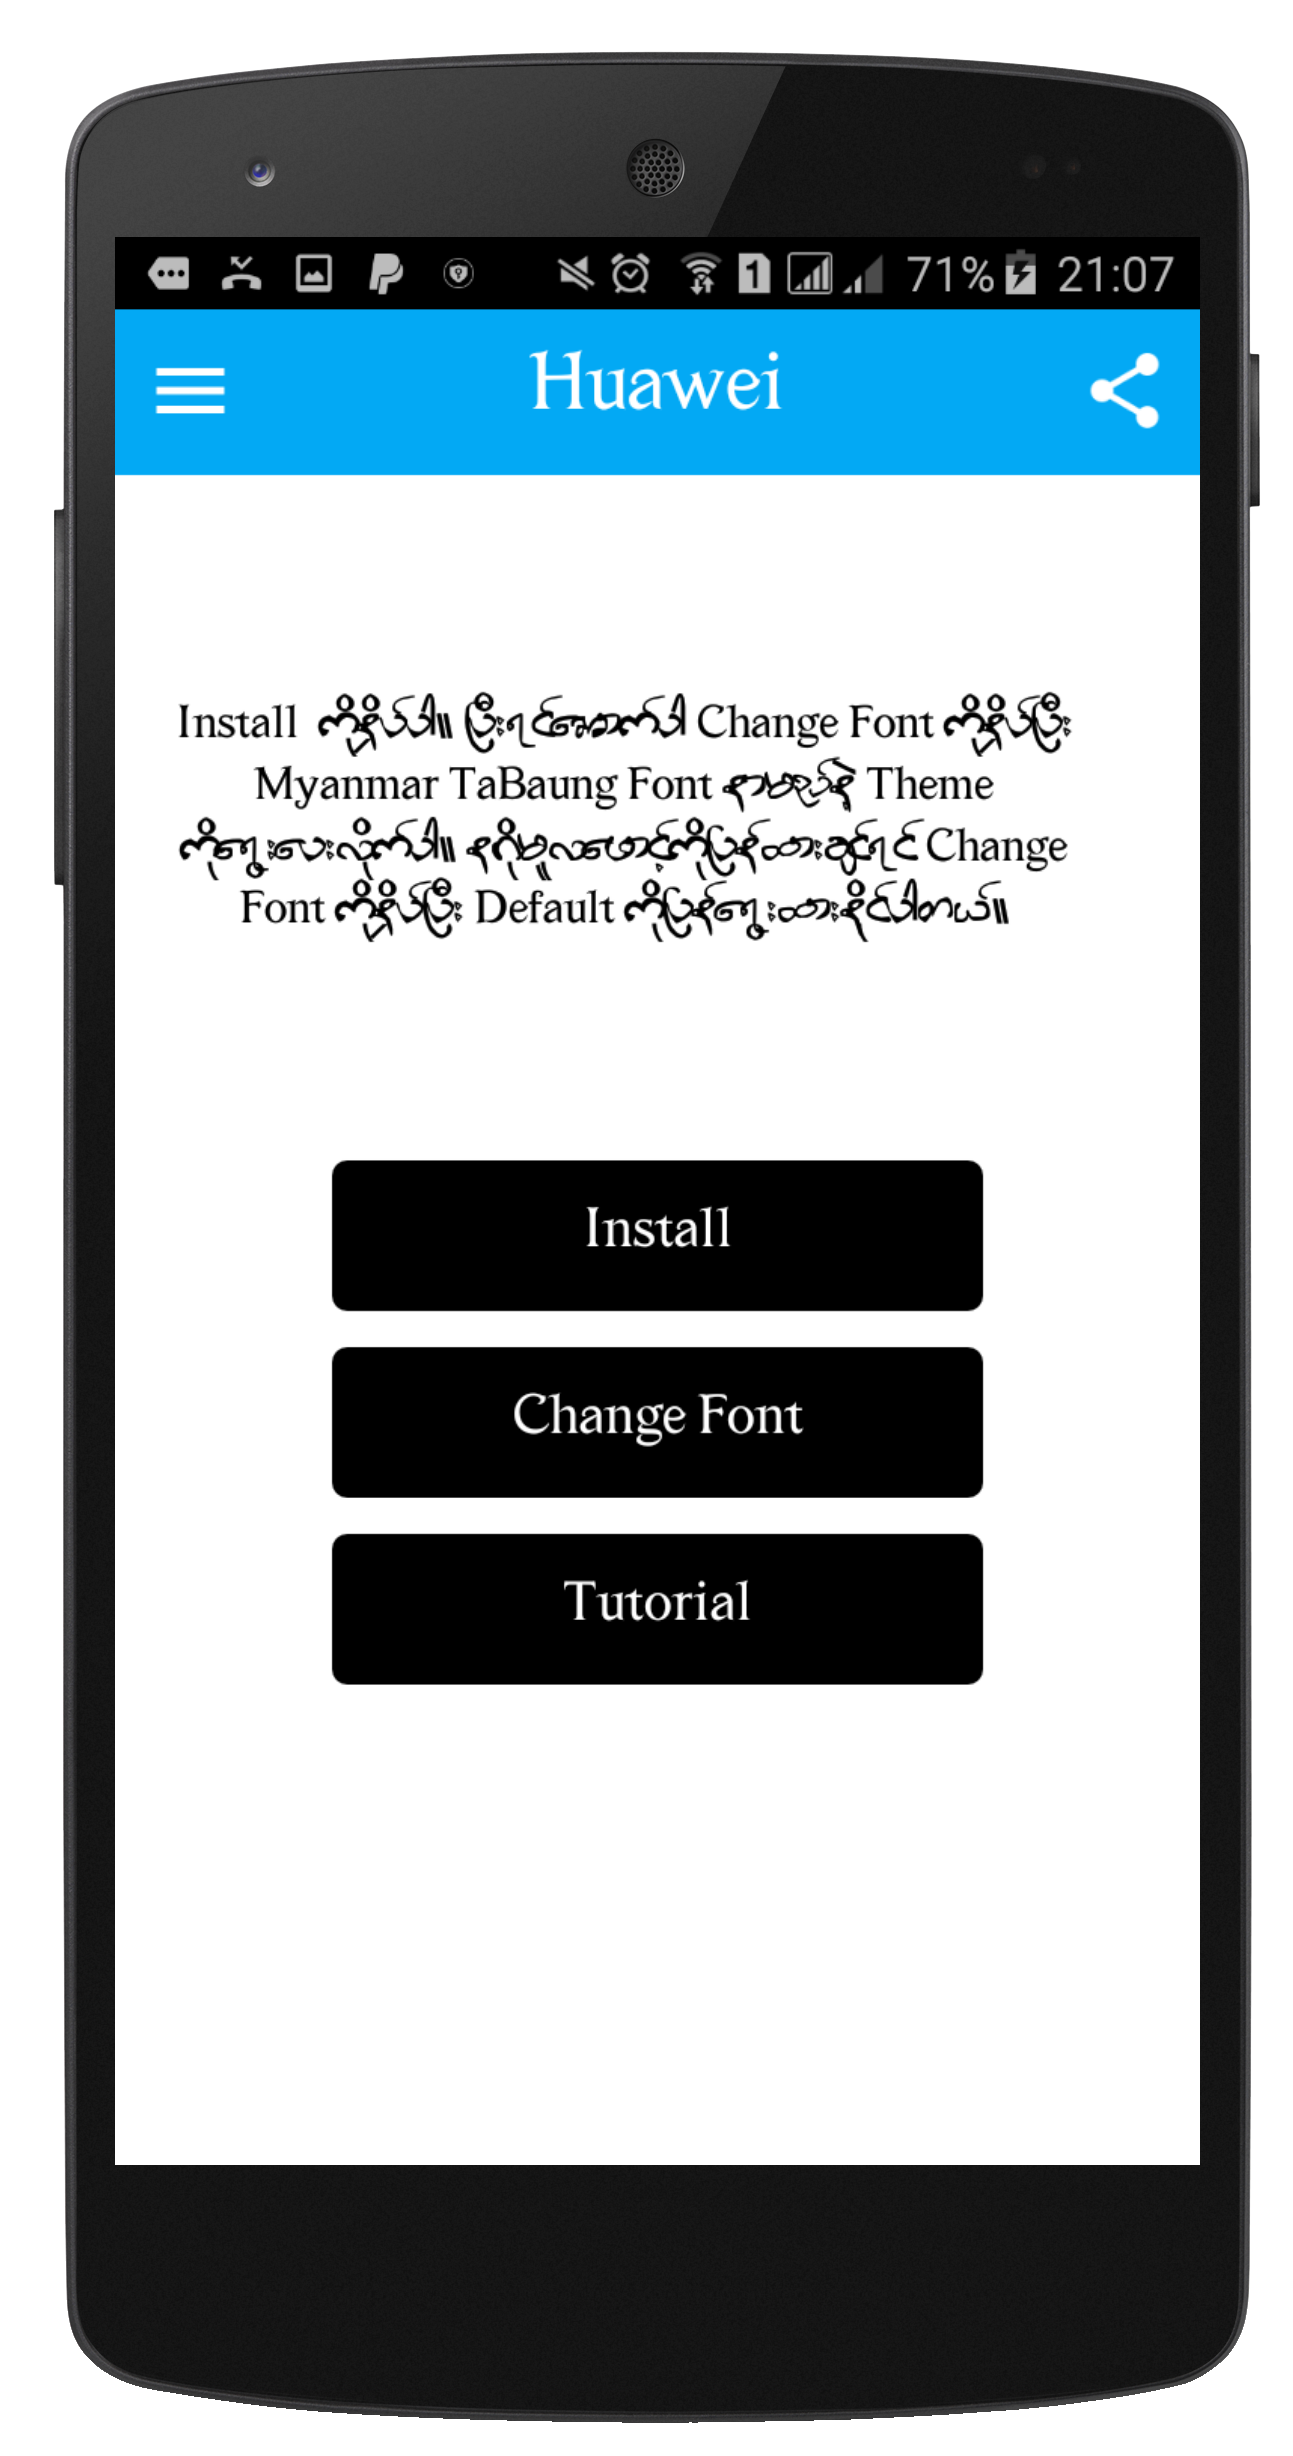 71% 21:07
Huawei
Install ကိုနှိပ်ပါ။ ပြီးရင်အောက်ပါ Change Font ကိုနှိပ်ပြီး
Myanmar TaBaung Font နာမည်နဲ့ Theme
ကိုရွေးပေးလိုက်ပါ။ နဂိုမူလဖောင့်ကိုပြန်ထားချင်ရင် Change
Font ကိုနှိပ်ပြီး Default ကိုပြန်ရွေးထားနိုင်ပါတယ်။
Install
Change Font
Tutorial